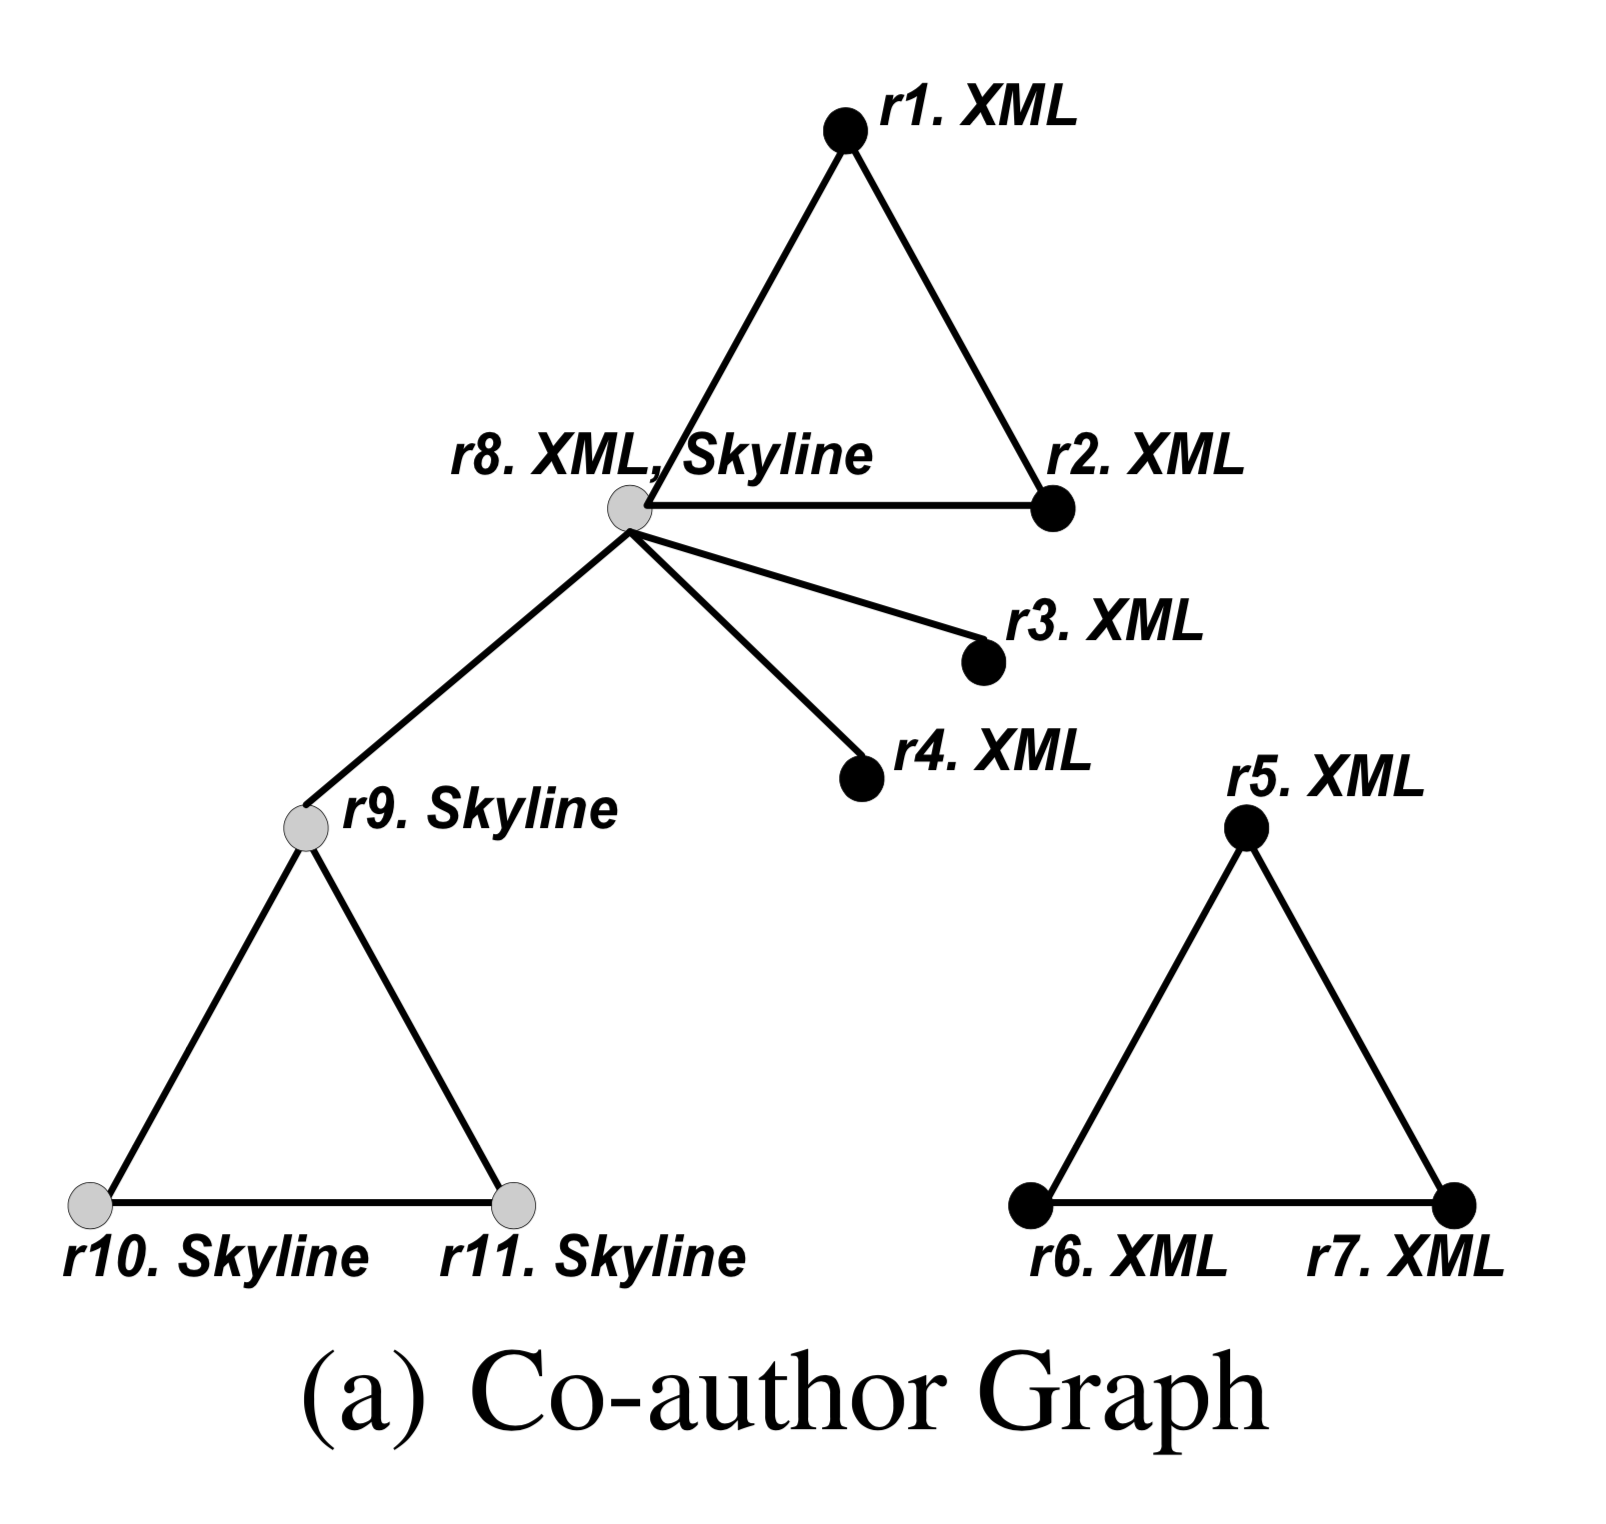 r1. XML
r8. XML, Skyline
r2. XML
r3. XML
r4. XML
r5. XML
r9. Skyline
r10. Skyline
r11. Skyline
r6. XML
r7. XML
(a) Co-author Graph